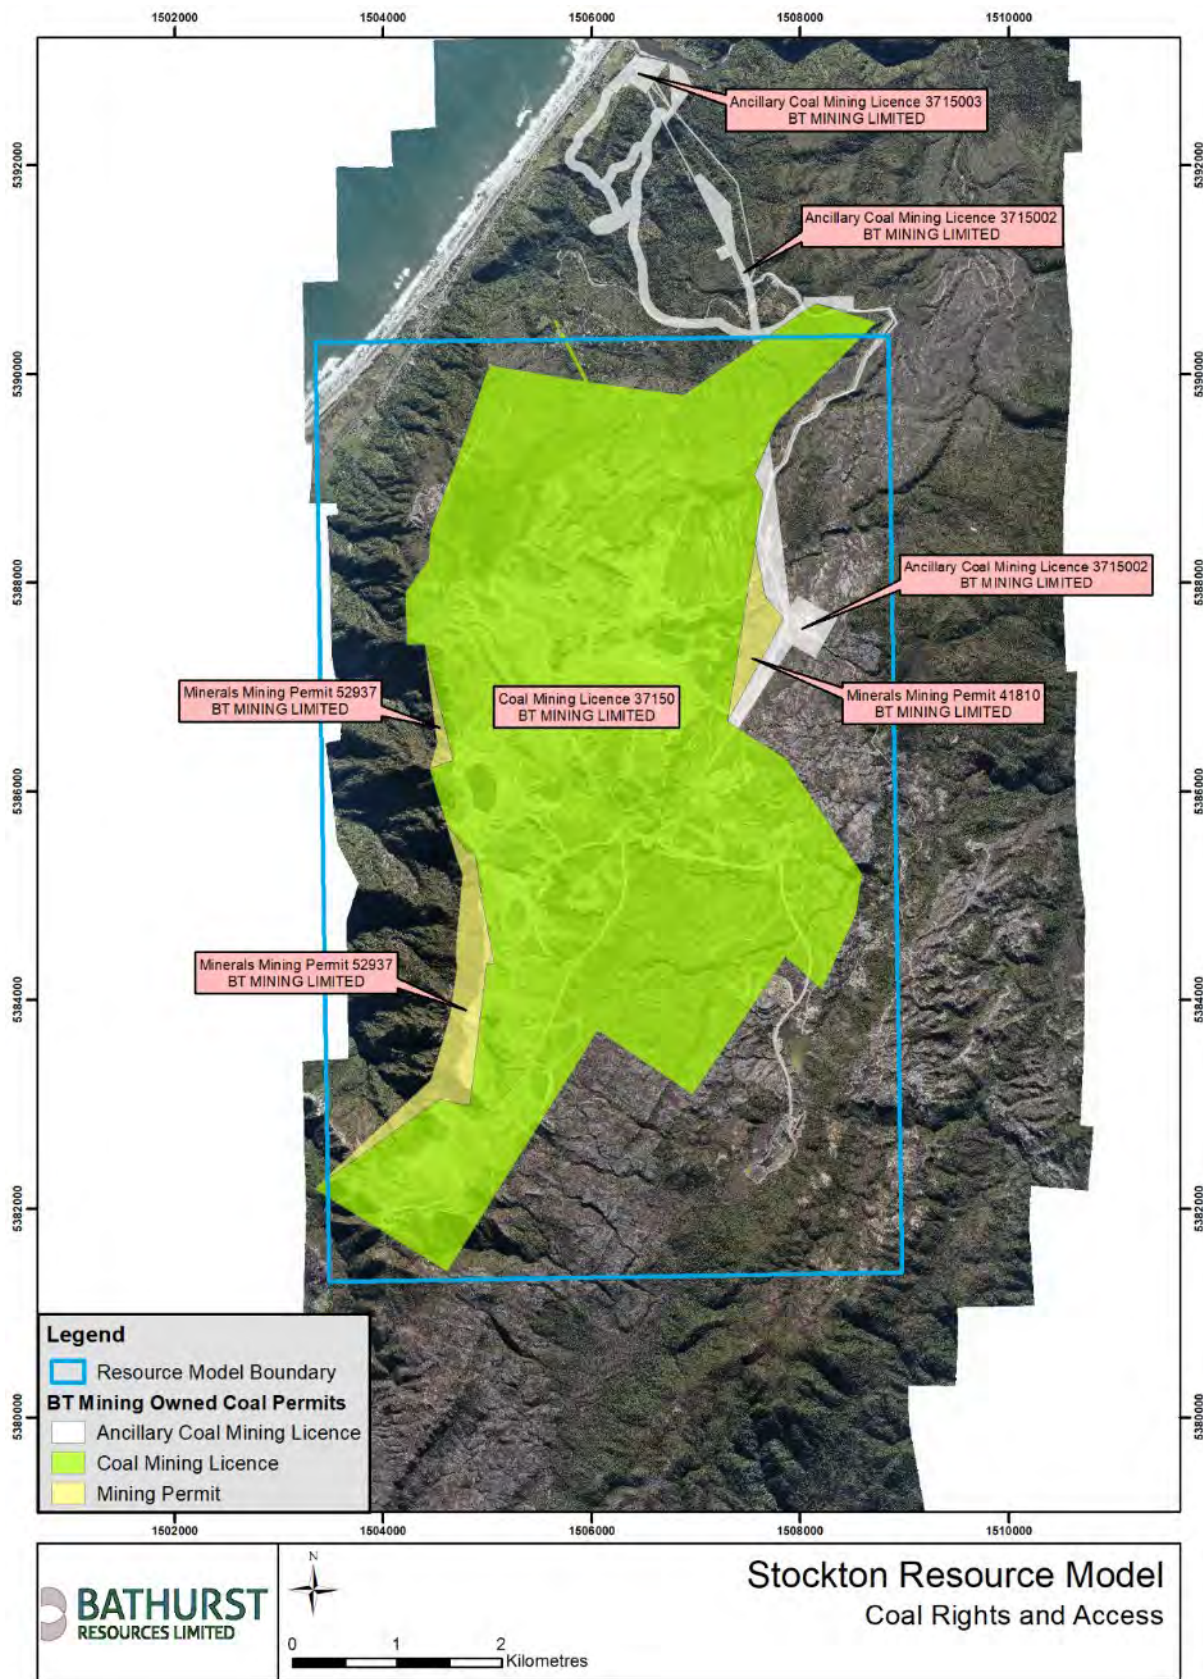 1502000 1504000 1506000 1508000 1510000
Ancillary Coal Mining Licence 3715003
BT MINING LIMITED
5392000 5392000
Ancillary Coal Mining Licence 3715002
BT MINING LIMITED
5390000 5390000
Ancillary Coal Mining Licence 3715002
BT MINING LIMITED
5388000 5388000
Minerals Mining Permit 52937
BT MINING LIMITED
Coal Mining Licence 37150
BT MINING LIMITED
Minerals Mining Permit 41810
BT MINING LIMITED
5386000 5386000
Minerals Mining Permit 52937
BT MINING LIMITED
5384000 5384000
5382000 5382000
Legend
Resource Model Boundary
BT Mining Owned Coal Permits
Ancillary Coal Mining Licence
Coal Mining Licence
Mining Permit
5380000 5380000
1502000 1504000 1506000 1508000 1510000
BATHURST
RESOURCES LIMITED
N
0 1 2
Kilometres
Stockton Resource Model
Coal Rights and Access